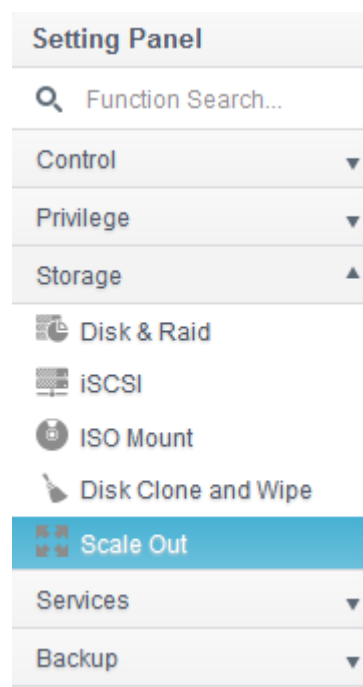 Setting Panel
Function Search...
Control
Privilege
Storage
Disk & Raid
iSCSI
ISO Mount
Disk Clone and Wipe
Scale Out
Services
Backup